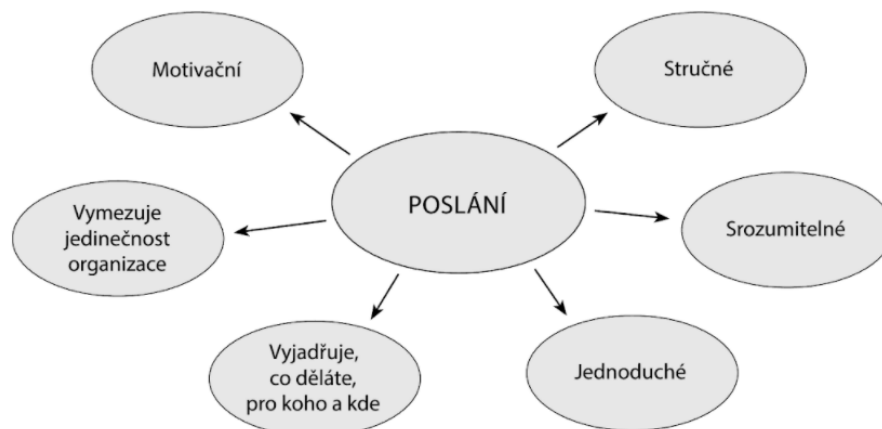 Motivační
Stručné
POSLÁNÍ
Vymezuje
jedinečnost
organizace
Srozumitelné
Vyjadřuje,
co děláte,
pro koho a kde
Jednoduché